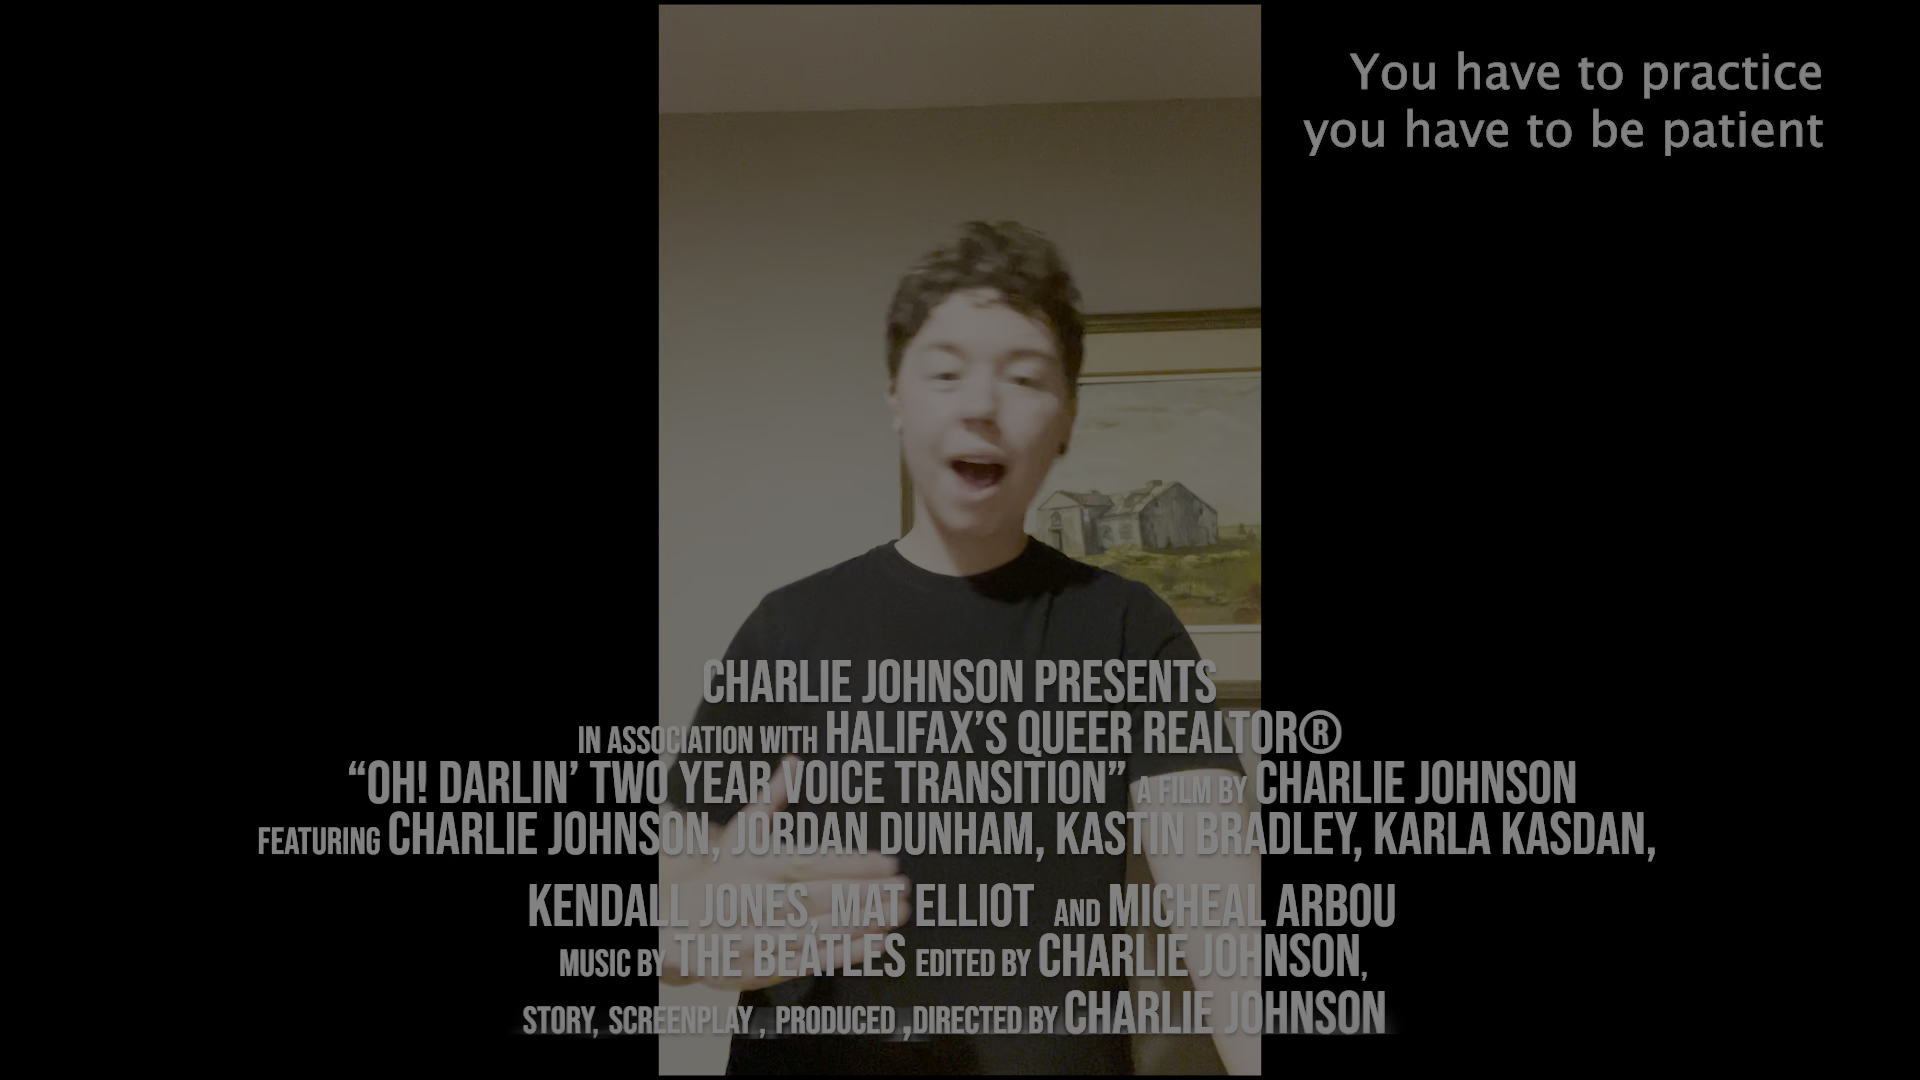 You have to practice
you have to be patient
CHARLIE JOHNSON PRESENTS
IN ASSOCIATION WITH HALIFAX'S QUEER REALTOR®
“OH! DARLIN’ TWO YEAR VOICE TRANSITION” A FILM BY CHARLIE JOHNSON
FEATURING CHARLIE JOHNSON, JORDAN DUNHAM, KASTIN BRADLEY, KARLA KASDAN,
KENDALL JONES, MAT ELLIOT AND MICHEAL ARBOU
MUSIC BY THE BEATLES EDITED BY CHARLIE JOHNSON,
STORY, SCREENPLAY , PRODUCED ,DIRECTED BY CHARLIE JOHNSON